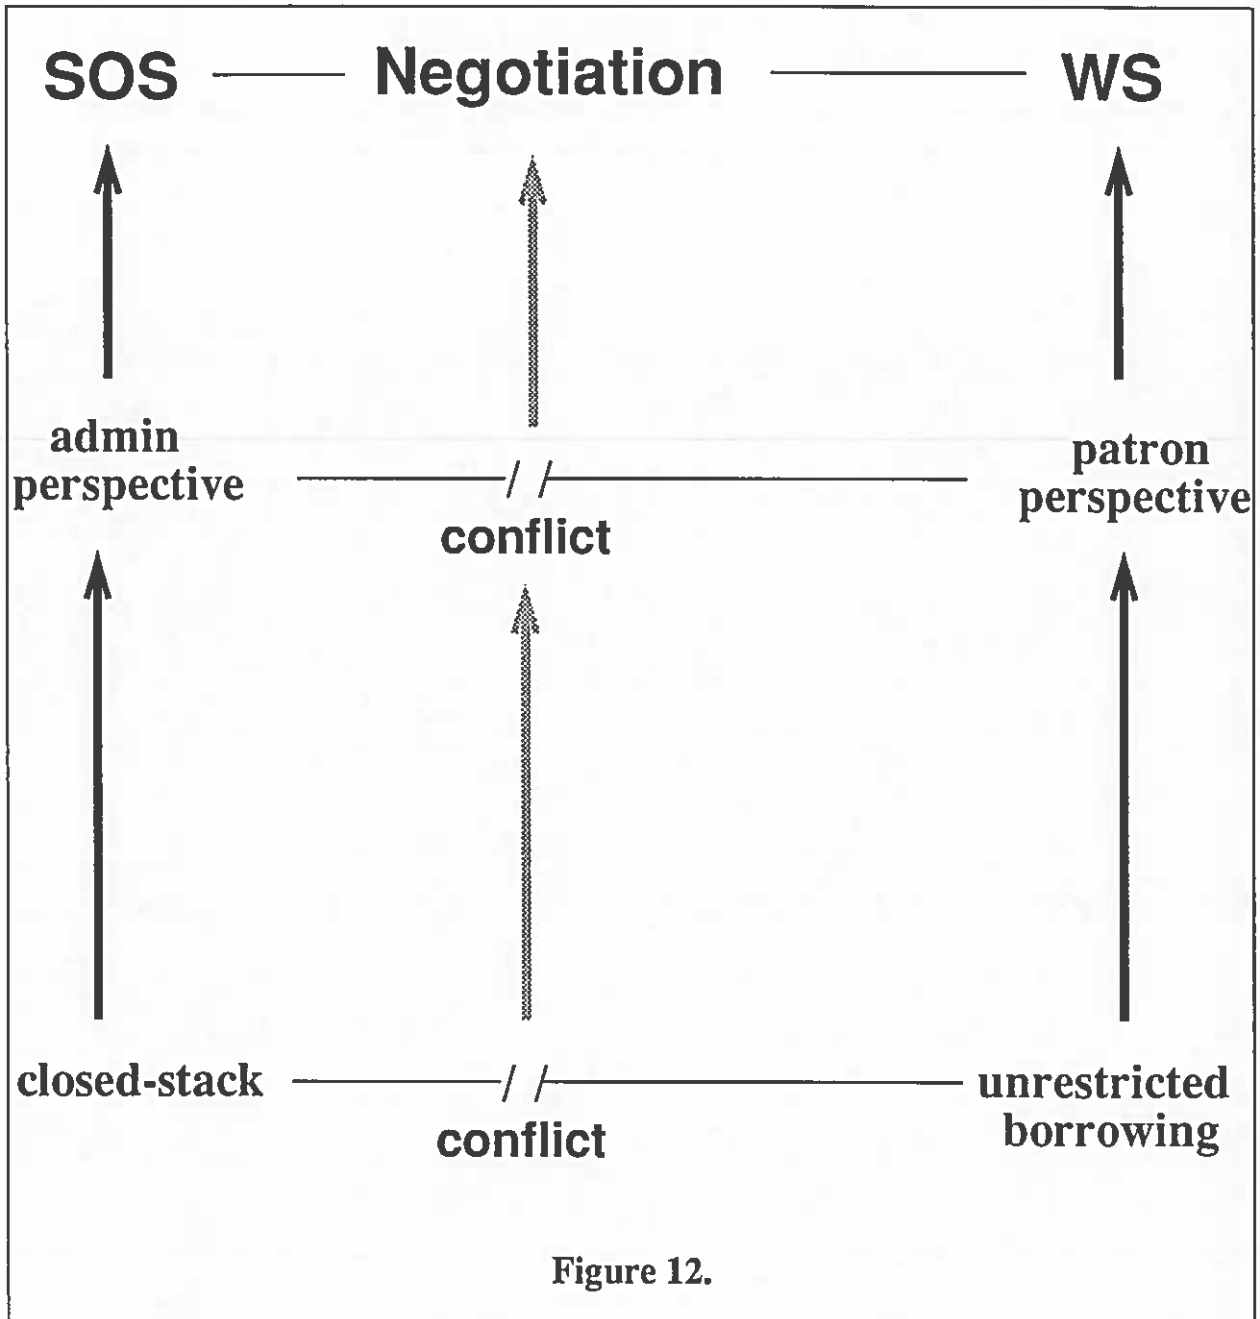 SOS Negotiation WS
admin
perspective
patron
perspective
conflict
closed-stack
unrestricted
borrowing
conflict
Figure 12.